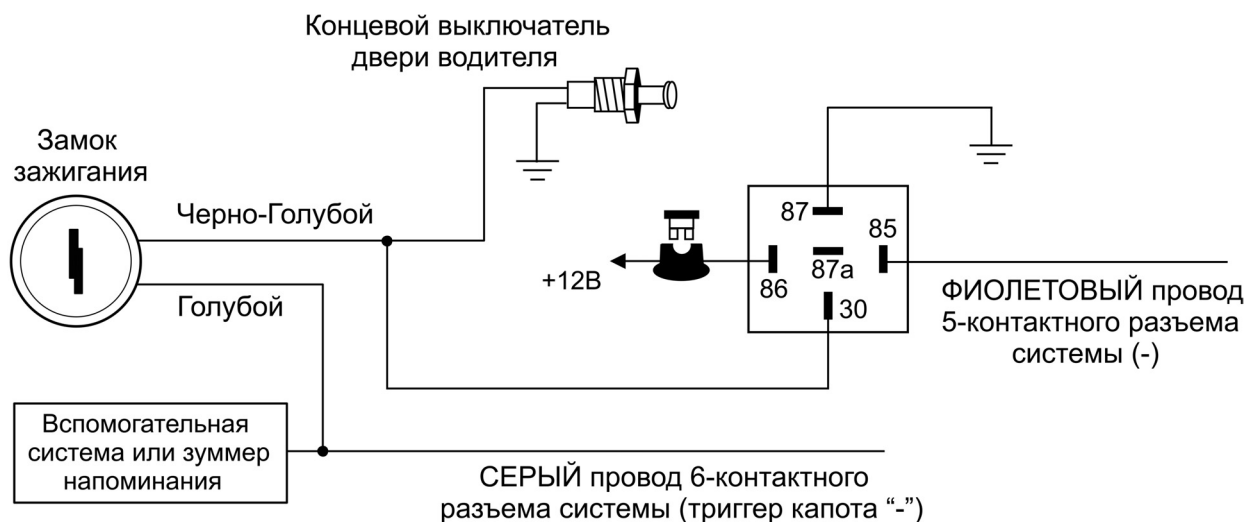 Концевой выключатель
двери водителя
Замок
зажигания
Черно-Голубой
Голубой
+12В
87
85
87а
86
30
ФИОЛЕТОВЫЙ провод
5-контактного разъема
системы (-)
Вспомогательная
система или зуммер
напоминания
СЕРЫЙ провод 6-контактного
разъема системы (триггер капота “-”)